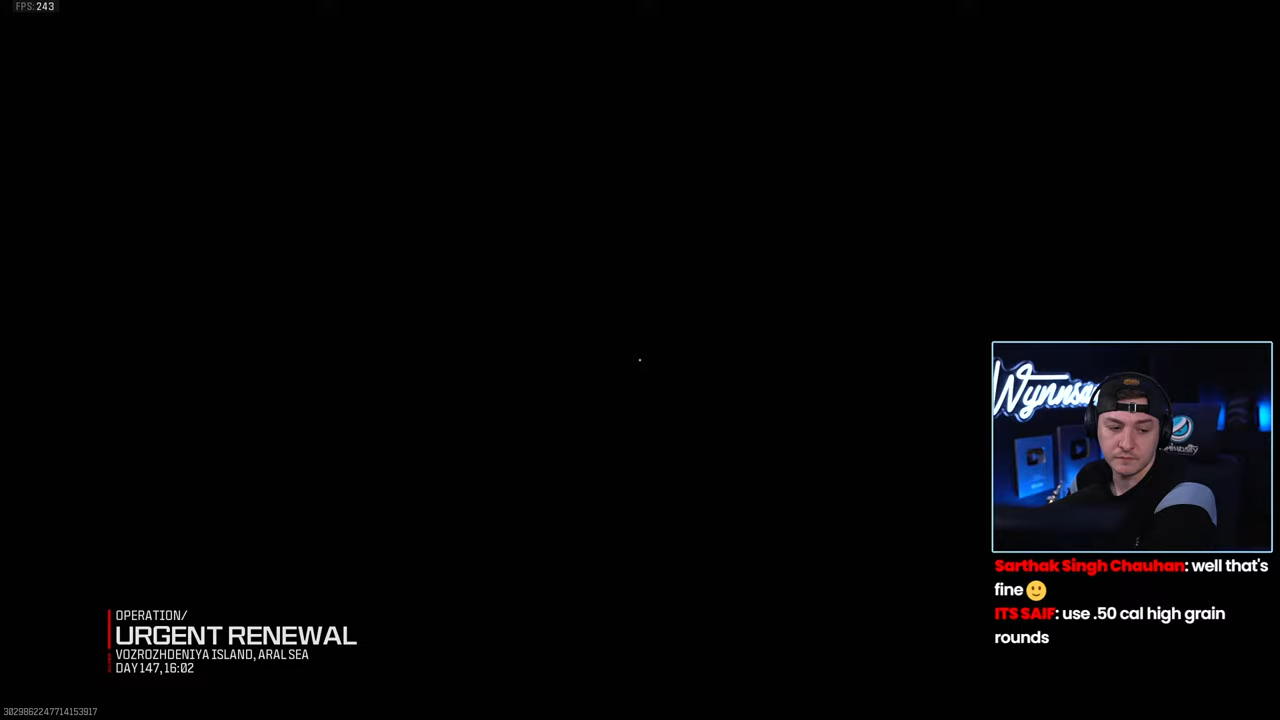 FPS: 243
Wynnsa
OPERATION/
URGENT RENEWAL
VOZROZHDENIYA ISLAND, ARAL SEA
DAY 147, 16:02
Sarthak Singh Chauhan: well that's
fine 🙂
ITS SAIF: use .50 cal high grain
rounds
3029862247714153917